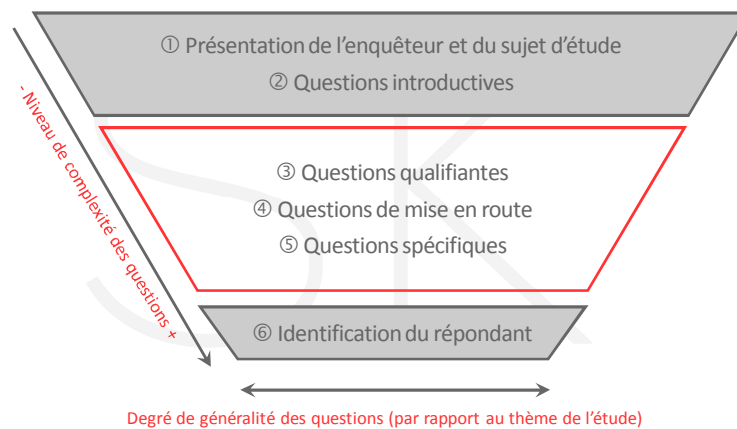 ① Présentation de l'enquêteur et du sujet d'étude
② Questions introductives
- Niveau de complexité des questions +
③ Questions qualifiantes
④ Questions de mise en route
⑤ Questions spécifiques
⑥ Identification du répondant
Degré de généralité des questions (par rapport au thème de l'étude)
SK